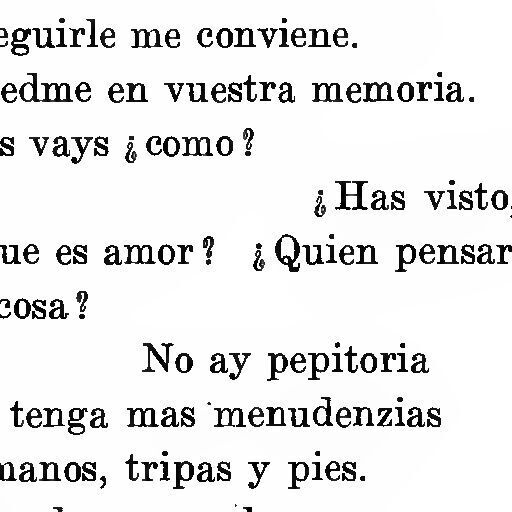 eguirle me conviene.
edme en vuestra memoria.
s vays ¿como?
¿Has visto,
ue es amor? ¿Quien pensar
cosa?
No ay pepitoria
tenga mas menudenzias
manos, tripas y pies.